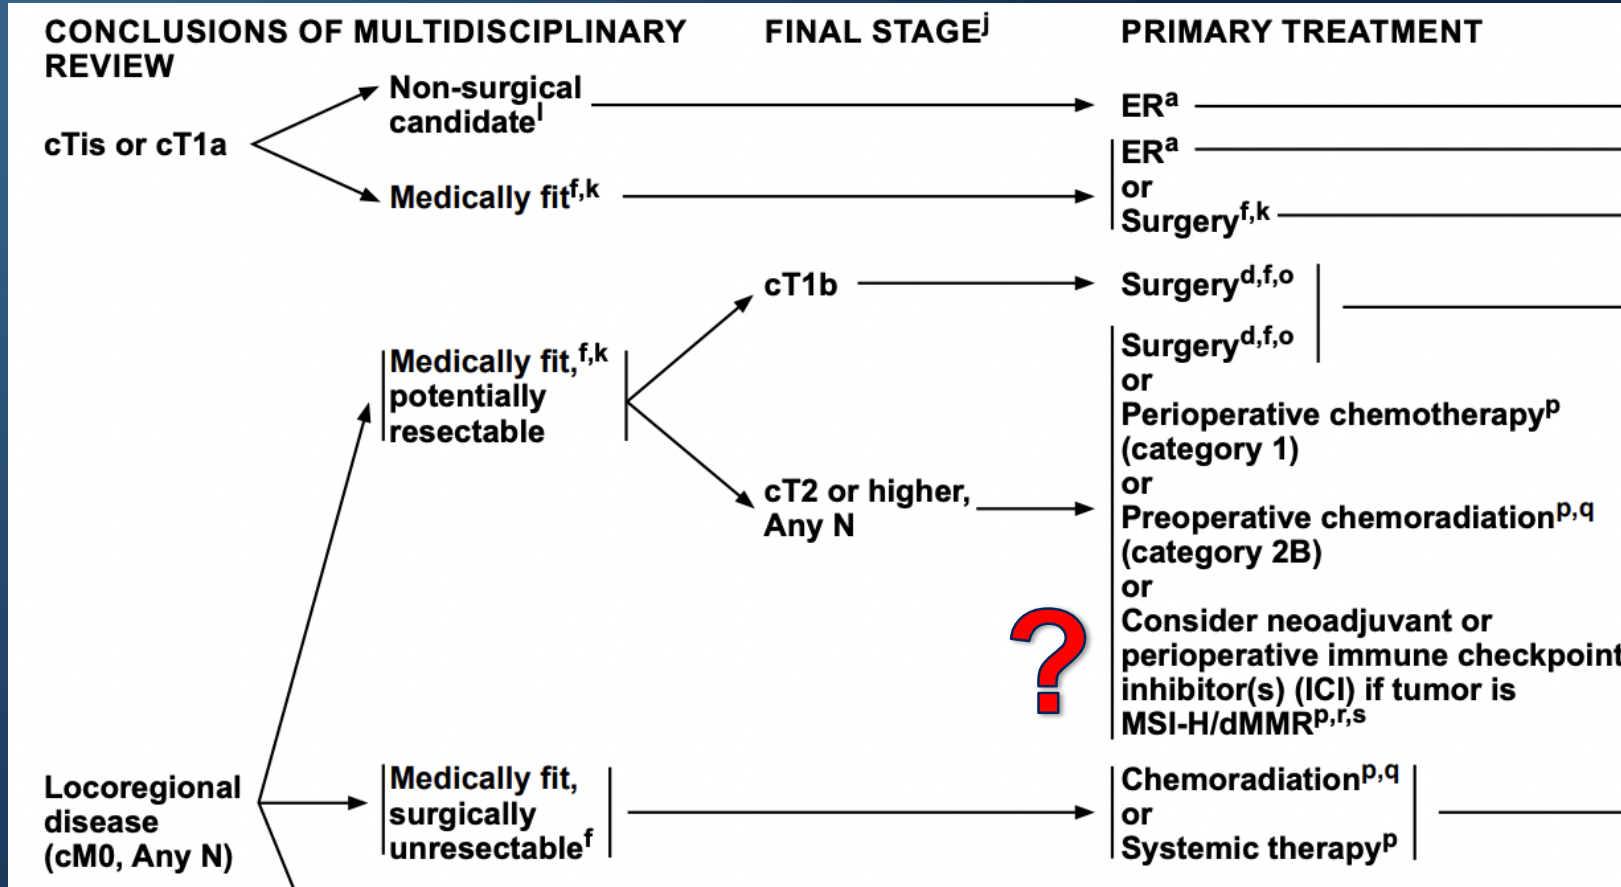 CONCLUSIONS OF MULTIDISCIPLINARY
REVIEW
FINAL STAGEj
PRIMARY TREATMENT
cTis or cT1a
Non-surgical
candidatel
ERa
Medically fitf,k
ERa
or
Surgeryf,k
Locoregional
disease
(cM0, Any N)
Medically fit,f,k
potentially
resectable
cT1b
Surgeryd,f,o
cT2 or higher,
Any N
Surgeryd,f,o
or
Perioperative chemotherapyp
(category 1)
or
Preoperative chemoradiationp,q
(category 2B)
or
Consider neoadjuvant or
perioperative immune checkpoint
inhibitor(s) (ICI) if tumor is
MSI-H/dMMRp,r,s
?
Medically fit,
surgically
unresectablef
Chemoradiationp,q
or
Systemic therapyp